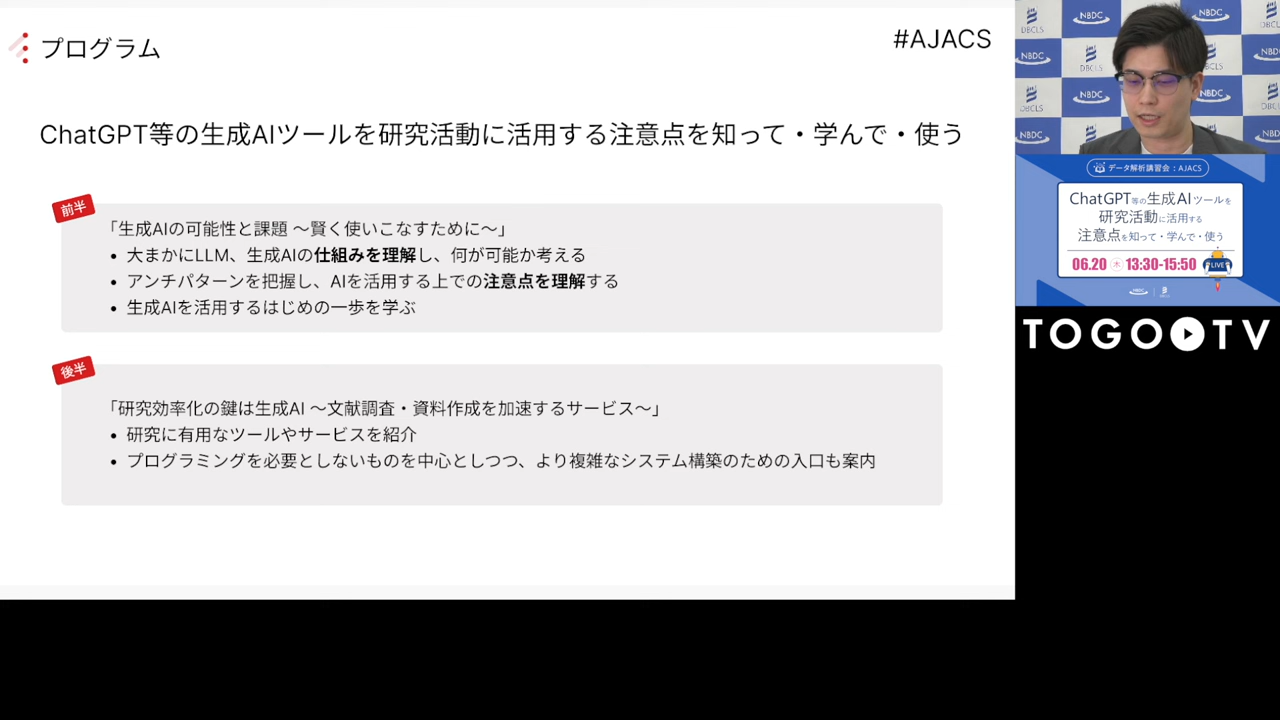 プログラム
#AJACS
ChatGPT等の生成AIツールを研究活動に活用する注意点を知って・学んで・使う
前半
「生成AIの可能性と課題 〜賢く使いこなすために〜」
• 大まかにLLM、生成AIの仕組みを理解し、何が可能か考える
• アンチパターンを把握し、AIを活用する上での注意点を理解する
• 生成AIを活用するはじめの一歩を学ぶ
後半
「研究効率化の鍵は生成AI 〜文献調査・資料作成を加速するサービス〜」
• 研究に有用なツールやサービスを紹介
• プログラミングを必要としないものを中心としつつ、より複雑なシステム構築のための入口も案内
DBCLS
NBDC
NBDC
DBCLS
NBDC
DBCLS
DBCLS
DBCLS
NBDC
NBDC
DBCLS
NBDC
データ解析講習会:AJACS
ChatGPT等の生成AIツールを
研究活動に活用する
注意点を知って・学んで・使う
06.20 木 13:30-15:50
LIVE
NBDC
TOGO TV